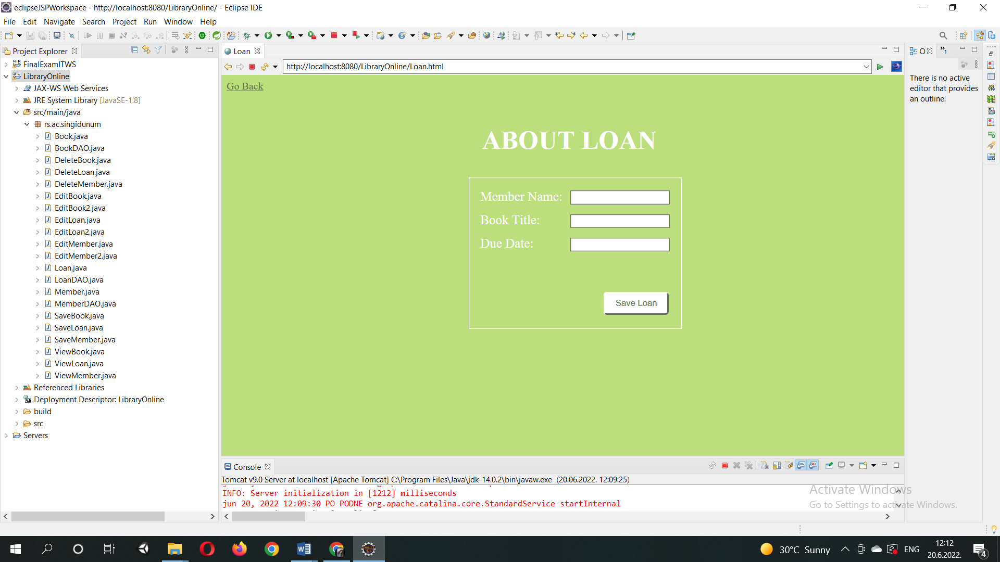 eclipseJSPWorkspace - http://localhost:8080/LibraryOnline/ - Eclipse IDE
File Edit Navigate Search Project Run Window Help
Project Explorer
FinalExamITWS
LibraryOnline
JAX-WS Web Services
JRE System Library [JavaSE-1.8]
src/main/java
rs.ac.singidunum
Book.java
BookDAO.java
DeleteBook.java
DeleteLoan.java
DeleteMember.java
EditBook.java
EditBook2.java
EditLoan.java
EditLoan2.java
EditMember.java
EditMember2.java
Loan.java
LoanDAO.java
Member.java
MemberDAO.java
SaveBook.java
SaveLoan.java
SaveMember.java
ViewBook.java
ViewLoan.java
ViewMember.java
Referenced Libraries
Deployment Descriptor: LibraryOnline
build
src
Servers
Loan
http://localhost:8080/LibraryOnline/Loan.html
Go Back
ABOUT LOAN
Member Name:
Book Title:
Due Date:
Save Loan
O
1
There is no active
editor that provides
an outline.
Console
Tomcat v9.0 Server at localhost [Apache Tomcat] C:\Program Files\Java\jdk-14.0.2\bin\javaw.exe (20.06.2022. 12:09:25)
INFO: Server initialization in [1212] milliseconds
jun 20, 2022 12:09:30 PO PODNE org.apache.catalina.core.StandardService startInternal
Activate Windows
Go to Settings to activate Windows.
30°C Sunny
ENG
12:12
20.6.2022.
4